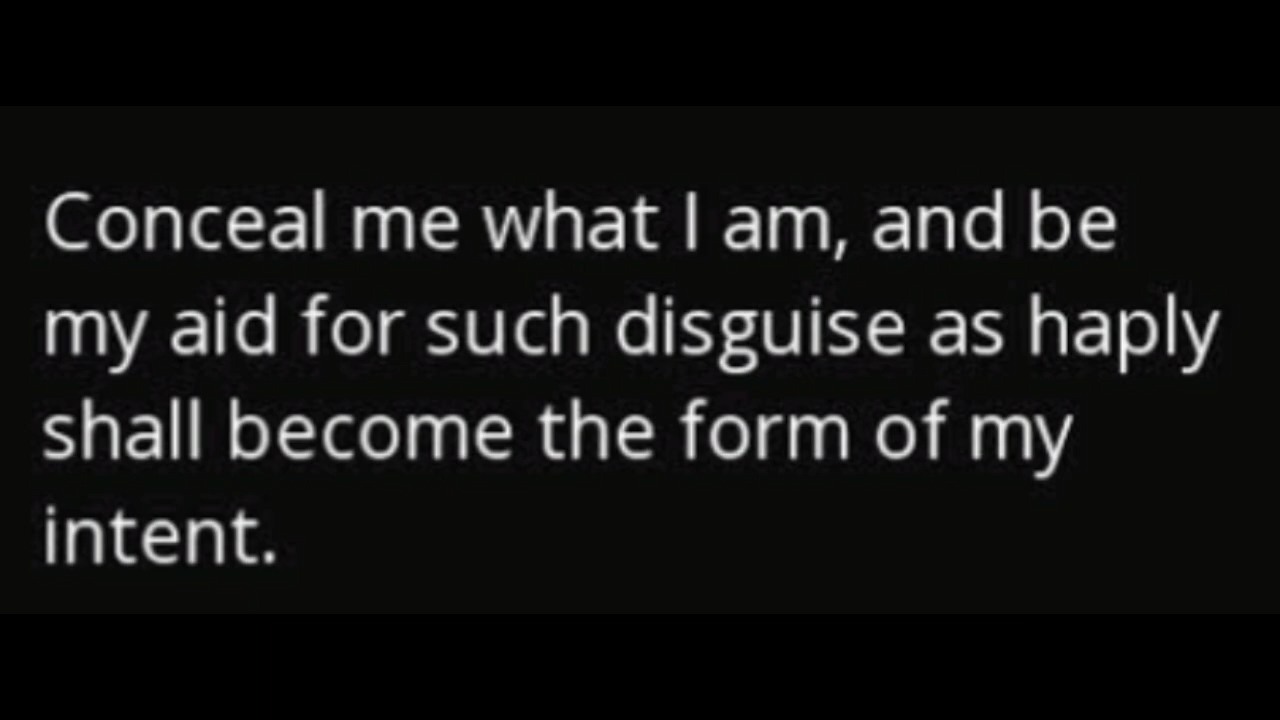 Conceal me what I am, and be
my aid for such disguise as haply
shall become the form of my
intent.